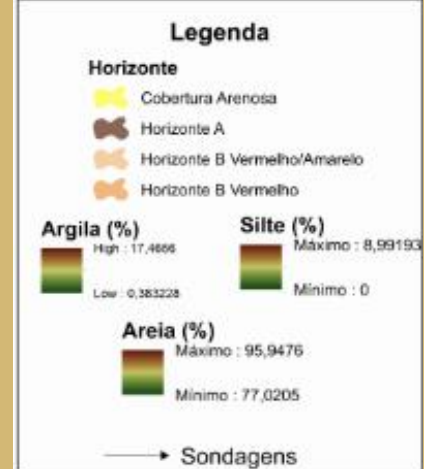 Legenda
Horizonte
Cobertura Arenosa
Horizonte A
Horizonte B Vermelho/Amarelo
Horizonte B Vermelho
Argila (%)
High : 17,4686
Low : 0,383228
Silte (%)
Máximo : 8,99193
Mínimo : 0
Areia (%)
Máximo : 95,9476
Mínimo : 77,0205
Sondagens